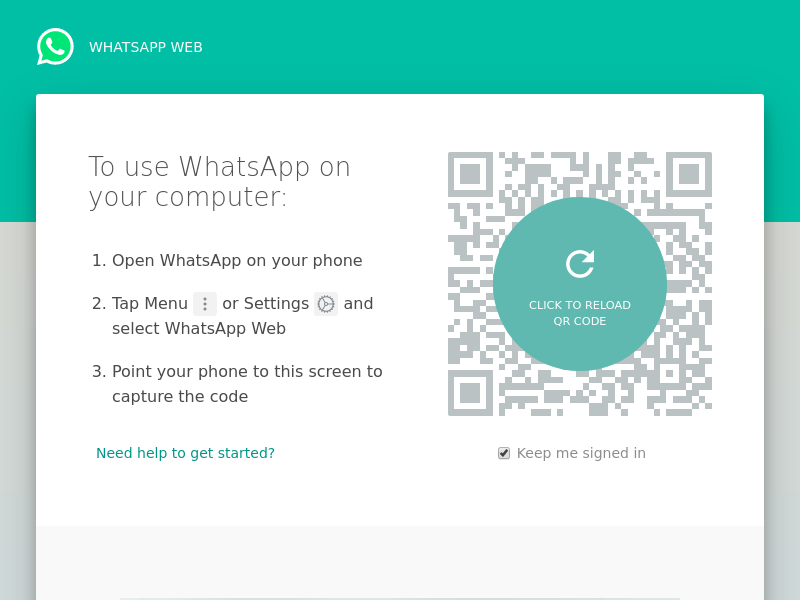 WHATSAPP WEB
To use WhatsApp on
your computer:
1. Open WhatsApp on your phone
2. Tap Menu or Settings and
select WhatsApp Web
3. Point your phone to this screen to
capture the code
Need help to get started?
CLICK TO RELOAD
QR CODE
Keep me signed in